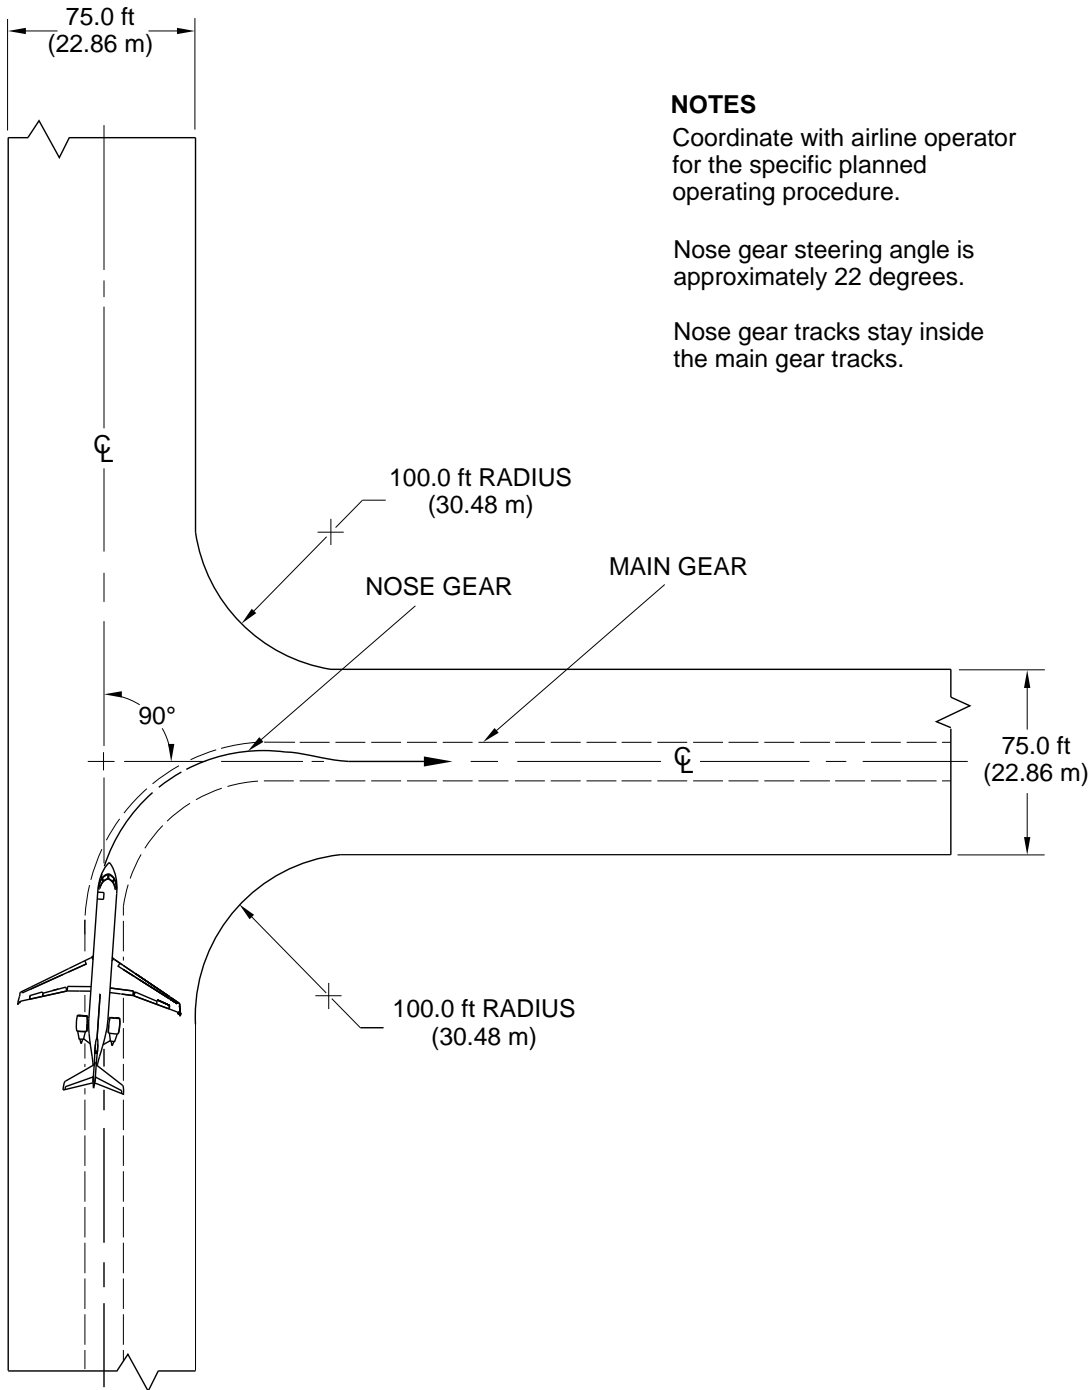 75.0 ft
(22.86 m)
NOTES
Coordinate with airline operator
for the specific planned
operating procedure.
Nose gear steering angle is
approximately 22 degrees.
Nose gear tracks stay inside
the main gear tracks.
℄
100.0 ft RADIUS
(30.48 m)
NOSE GEAR
MAIN GEAR
90°
℄
75.0 ft
(22.86 m)
100.0 ft RADIUS
(30.48 m)